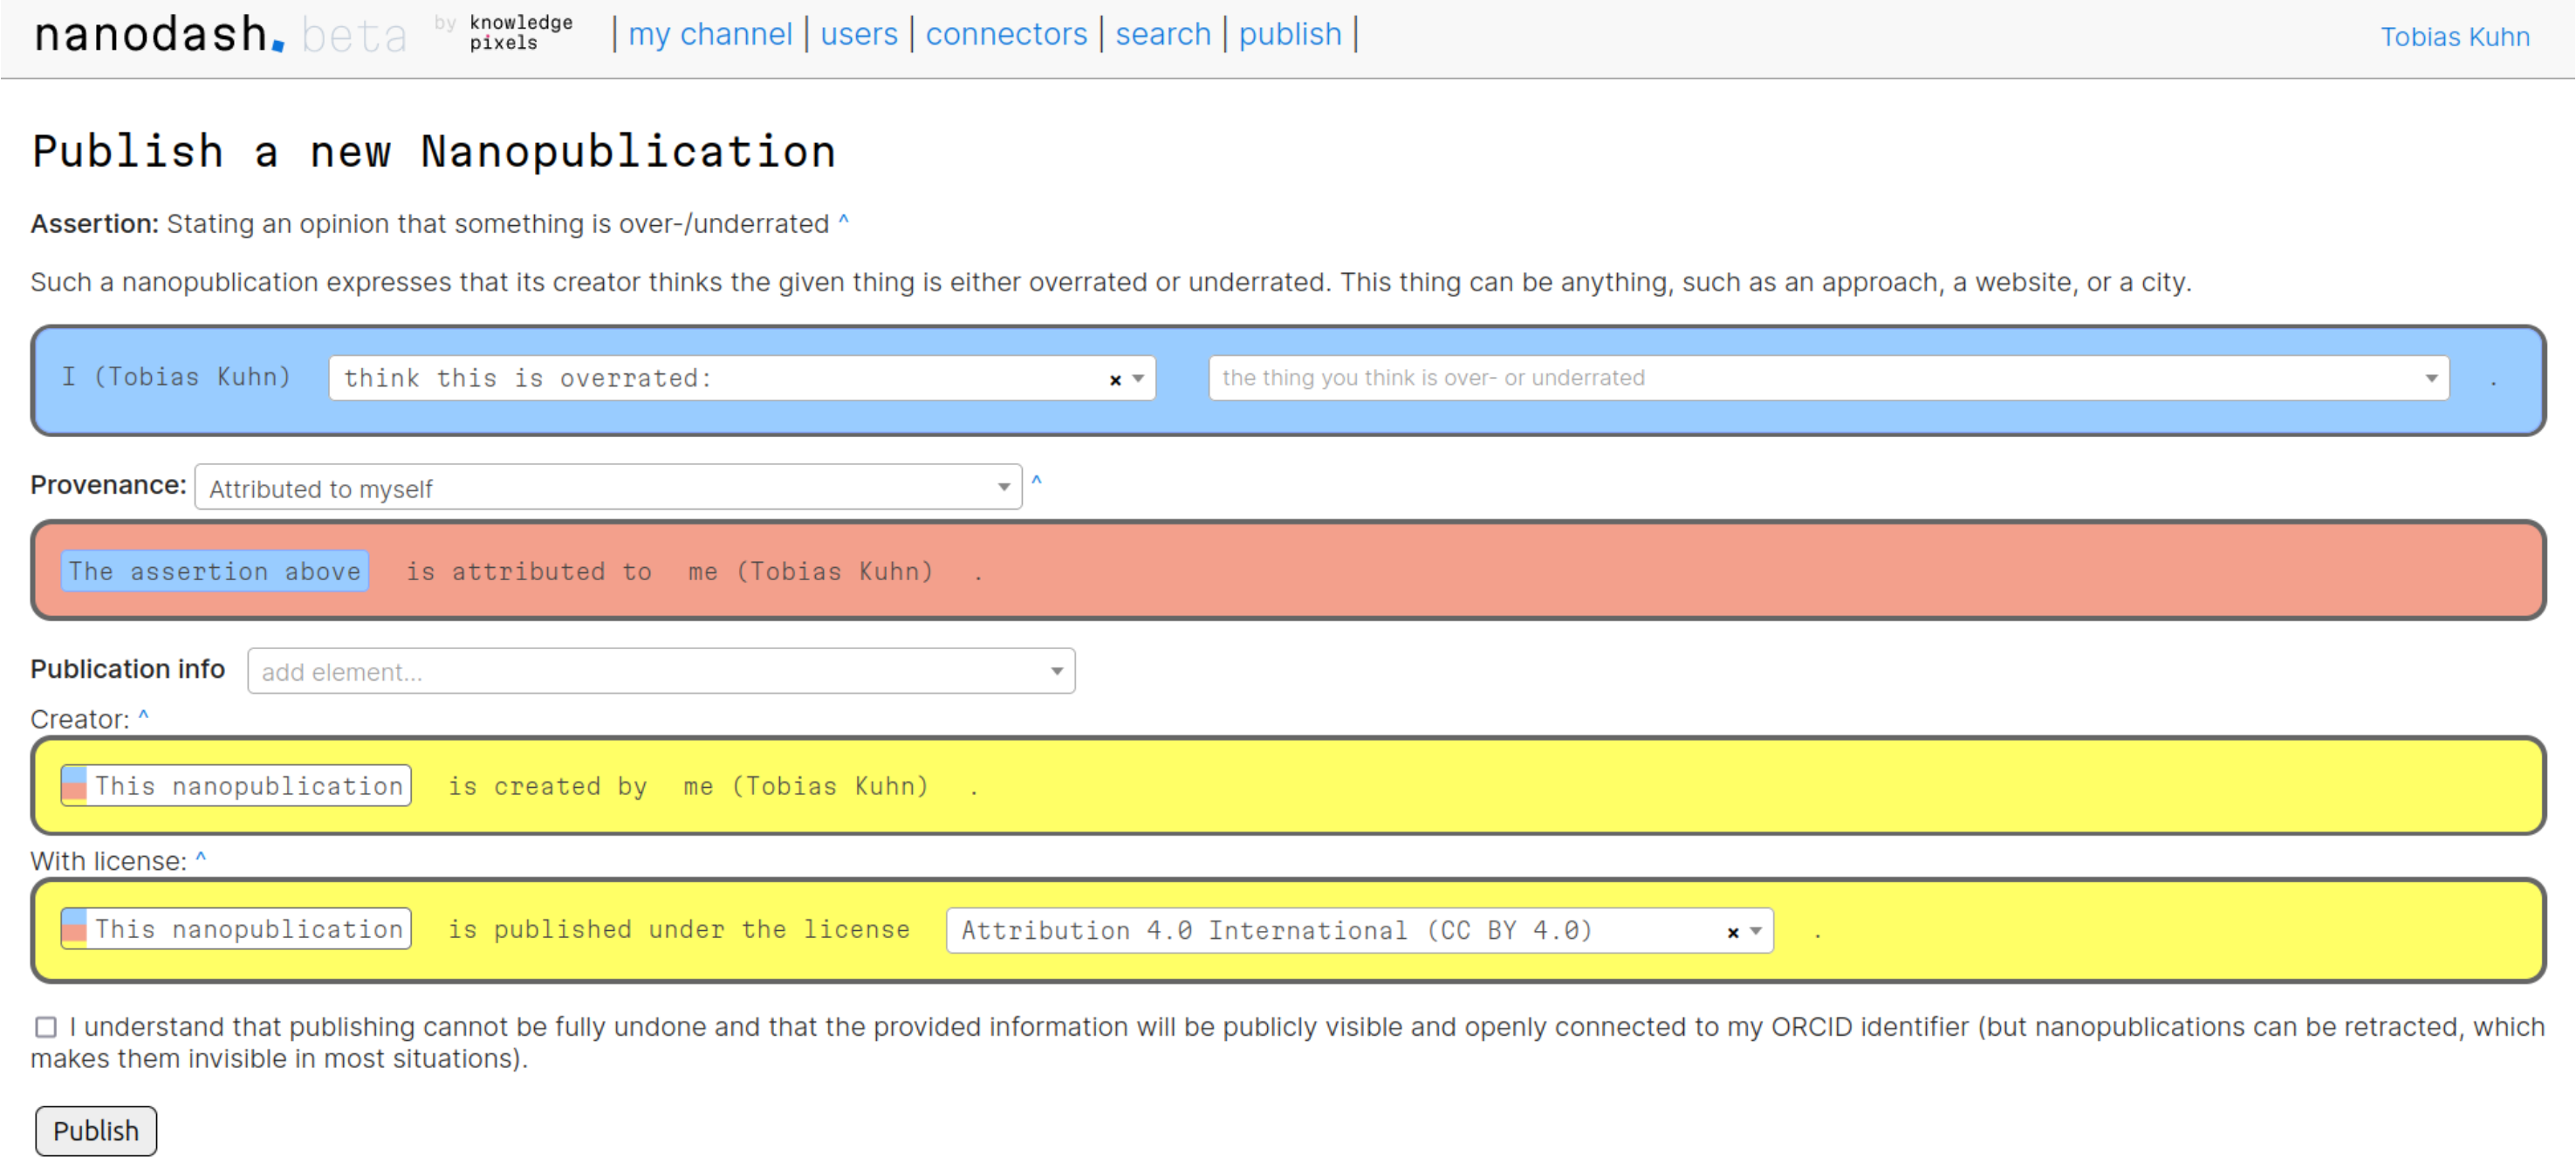 nanodash. beta by knowledge pixels | my channel | users | connectors | search | publish | Tobias Kuhn
Publish a new Nanopublication
Assertion: Stating an opinion that something is over-/underrated ^
Such a nanopublication expresses that its creator thinks the given thing is either overrated or underrated. This thing can be anything, such as an approach, a website, or a city.
I (Tobias Kuhn) think this is overrated: × the thing you think is over- or underrated .
Provenance: Attributed to myself ^
The assertion above is attributed to me (Tobias Kuhn) .
Publication info add element...
Creator: ^
This nanopublication is created by me (Tobias Kuhn) .
With license: ^
This nanopublication is published under the license Attribution 4.0 International (CC BY 4.0) × .
I understand that publishing cannot be fully undone and that the provided information will be publicly visible and openly connected to my ORCID identifier (but nanopublications can be retracted, which
makes them invisible in most situations).
Publish